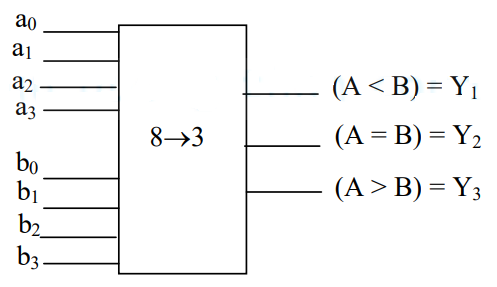 a₀
a₁
a₂
a₃
b₀
b₁
b₂
b₃
8→3
(A < B) = Y₁
(A = B) = Y₂
(A > B) = Y₃